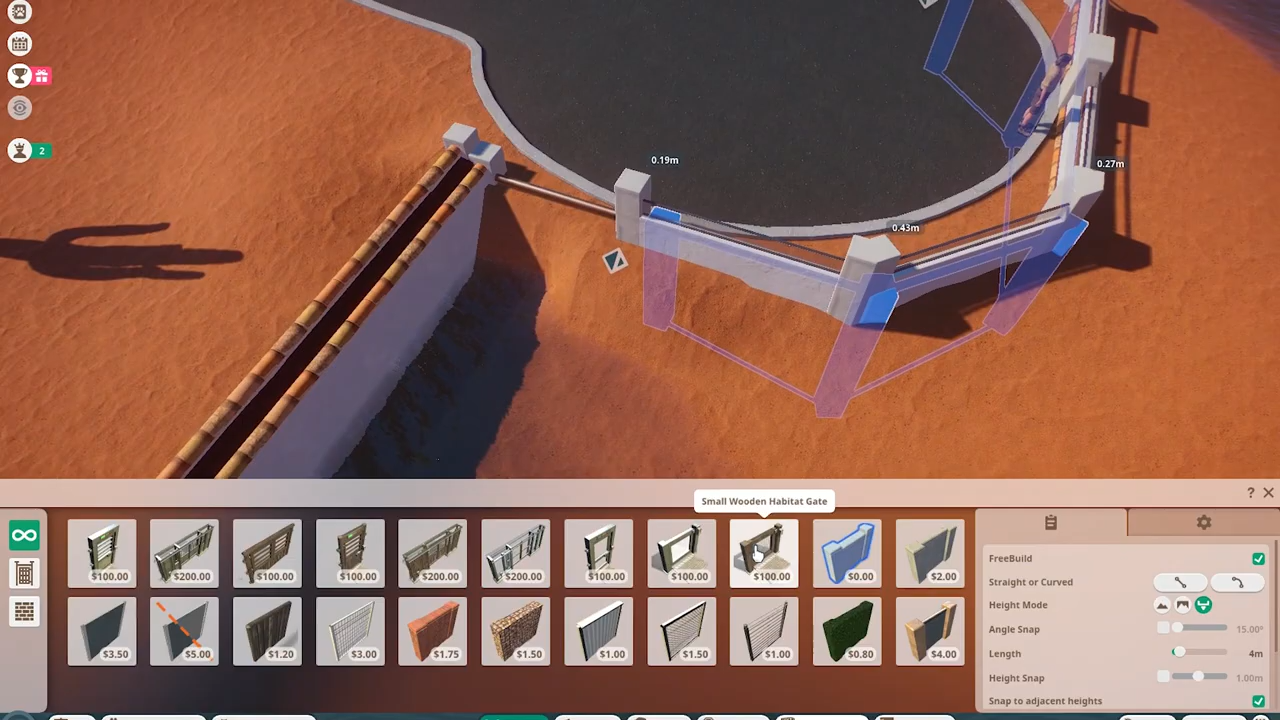 2
0.19m
0.27m
0.43m
Small Wooden Habitat Gate
?
$100.00 $200.00 $100.00 $100.00 $200.00 $200.00 $100.00 $100.00 $100.00 $0.00 $2.00
$3.50 $5.00 $1.20 $3.00 $1.75 $1.50 $1.00 $1.50 $1.00 $0.80 $4.00
FreeBuild
Straight or Curved
Height Mode
Angle Snap 15.00°
Length 4m
Height Snap 1.00m
Snap to adjacent heights